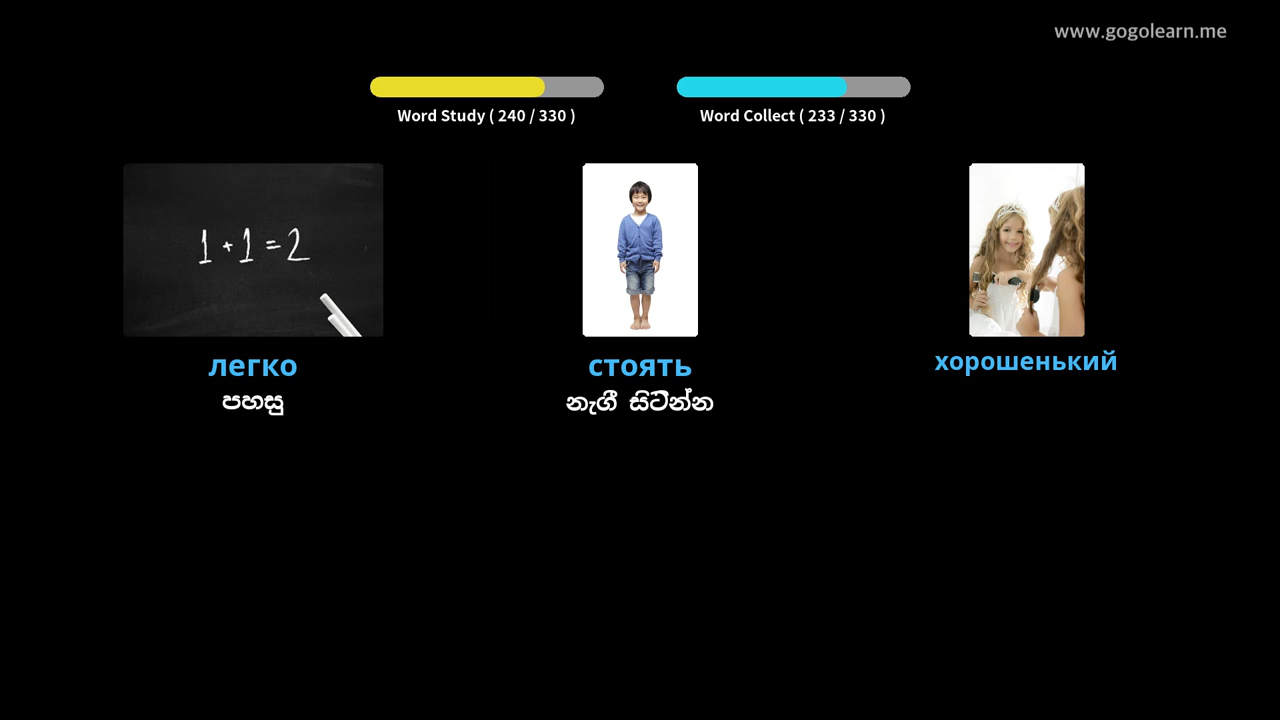 www.gogolearn.me
Word Study ( 240 / 330 )
Word Collect ( 233 / 330 )
1 + 1 = 2
легко
පහසු
стоять
නැගී සිටින්න
хорошенький